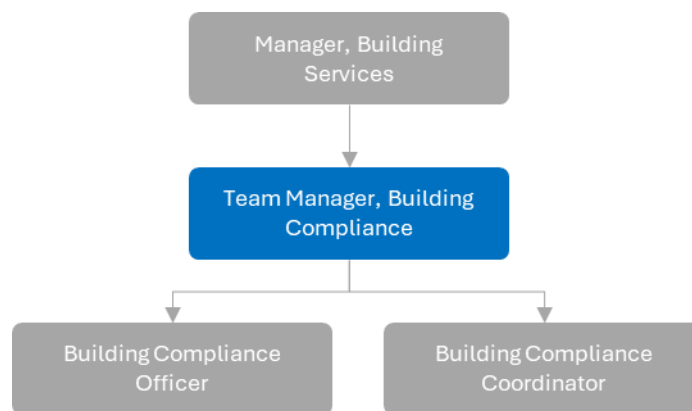 Manager, Building
Services
Team Manager, Building
Compliance
Building Compliance
Officer
Building Compliance
Coordinator